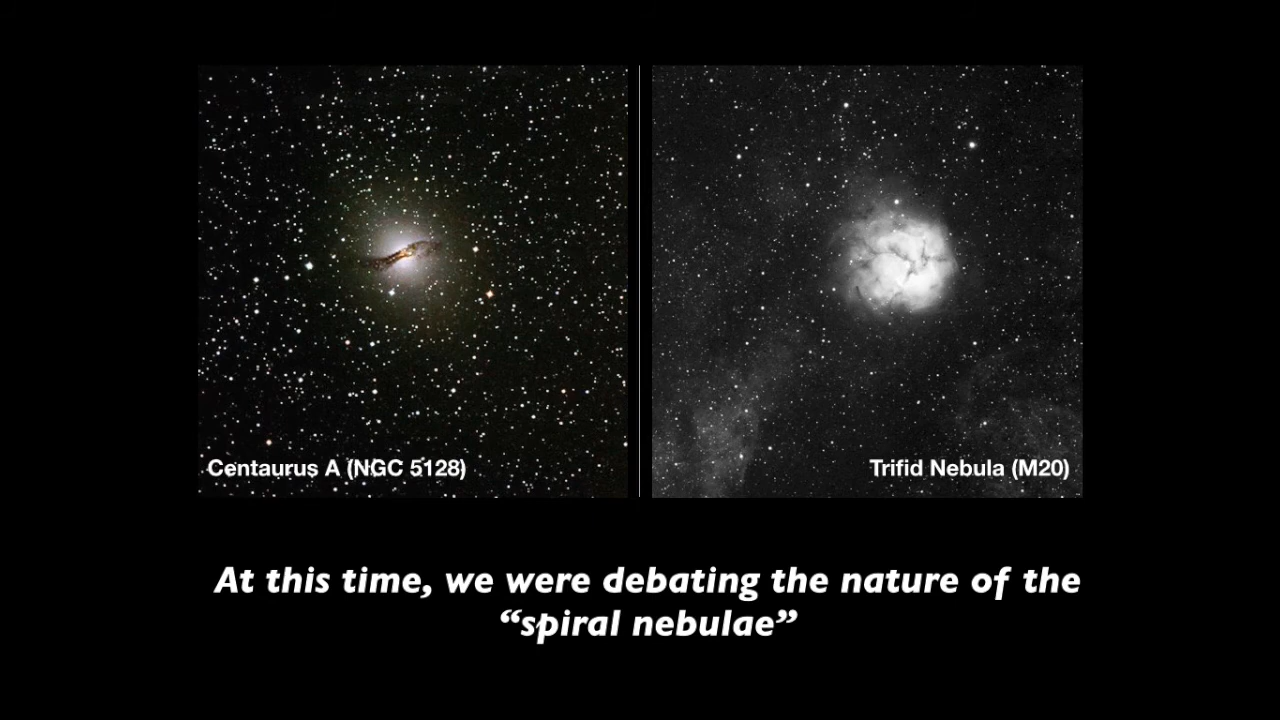 Centaurus A (NGC 5128)
Trifid Nebula (M20)
At this time, we were debating the nature of the
“spiral nebulae”